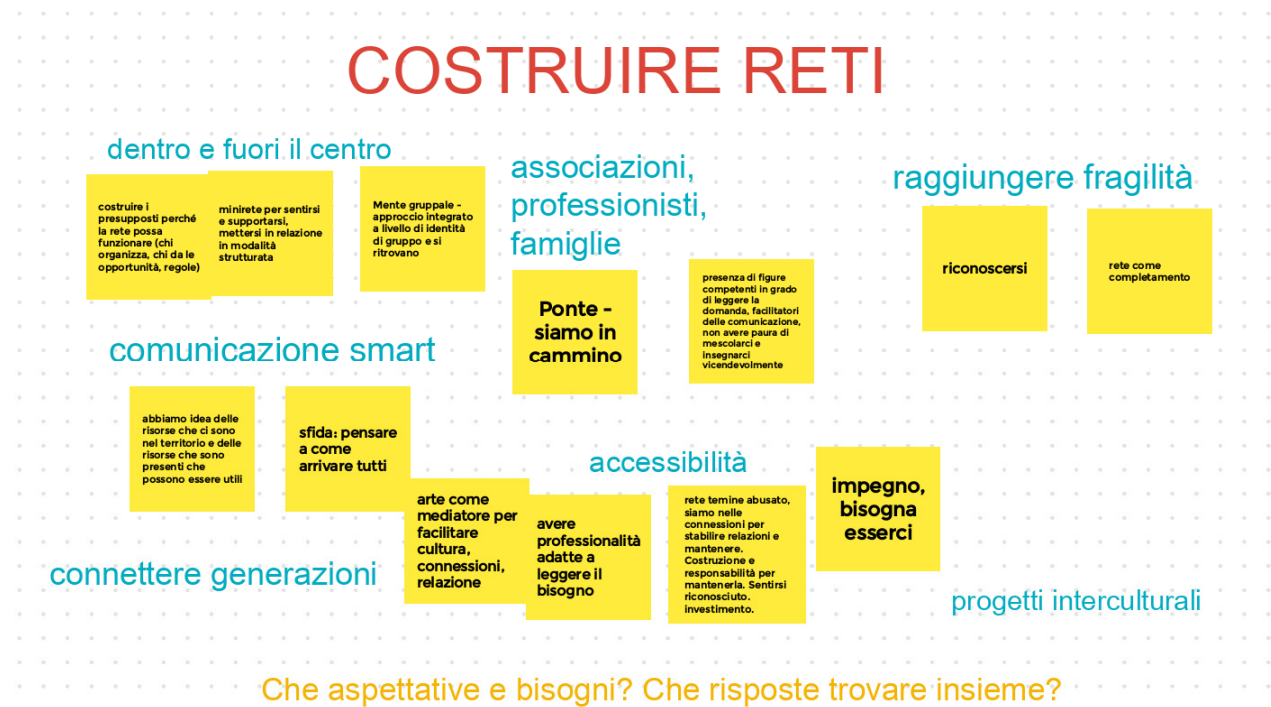 COSTRUIRE RETI
dentro e fuori il centro
costruire i
presupposti perché
la rete possa
funzionare (chi
organizza, chi da le
opportunità, regole)
minirete per sentirsi
e supportarsi,
mettersi in relazione
in modalità
strutturata
Mente gruppale -
approccio integrato
a livello di identità
di gruppo e si
ritrovano
associazioni,
professionisti,
famiglie
Ponte -
siamo in
cammino
presenza di figure
competenti in grado
di leggere la
domanda, facilitatori
delle comunicazione,
non avere paura di
mescolarci e
insegnarci
vicendevolmente
raggiungere fragilità
riconoscersi
rete come
completamento
comunicazione smart
abbiamo idea delle
risorse che ci sono
nel territorio e delle
risorse che sono
presenti che
possono essere utili
sfida: pensare
a come
arrivare tutti
arte come
mediatore per
facilitare
cultura,
connessioni,
relazione
accessibilità
avere
professionalità
adatte a
leggere il
bisogno
rete temine abusato,
siamo nelle
connessioni per
stabilire relazioni e
mantenere.
Costruzione e
responsabilità per
mantenerla. Sentirsi
riconosciuto.
investimento.
impegno,
bisogna
esserci
connettere generazioni
progetti interculturali
Che aspettative e bisogni? Che risposte trovare insieme?